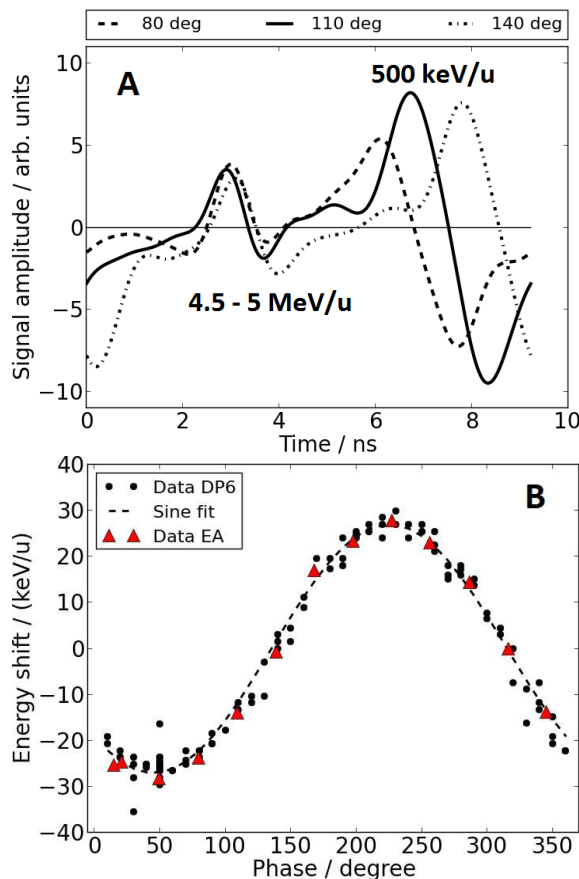 80 deg 110 deg 140 deg
A
500 keV/u
4.5 - 5 MeV/u
Signal amplitude / arb. units
10
5
0
−5
−10
0 2 4 6 8 10
Time / ns
Data DP6
Sine fit
Data EA
B
Energy shift / (keV/u)
40
30
20
10
0
−10
−20
−30
−40
0 50 100 150 200 250 300 350
Phase / degree